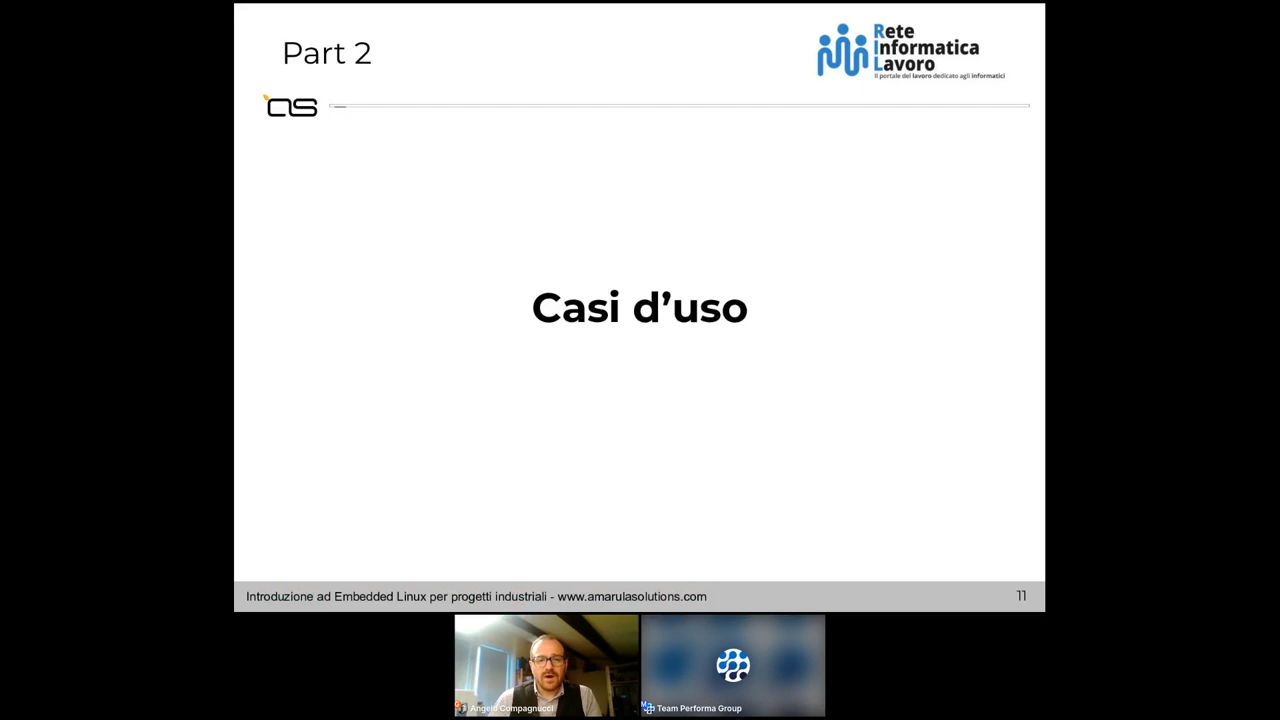 Part 2
Rete
Informatica
Lavoro
Il portale del lavoro dedicato agli informatici
Casi d'uso
Introduzione ad Embedded Linux per progetti industriali - www.amarulasolutions.com
11
Angelo Compagnucci
Team Performa Group